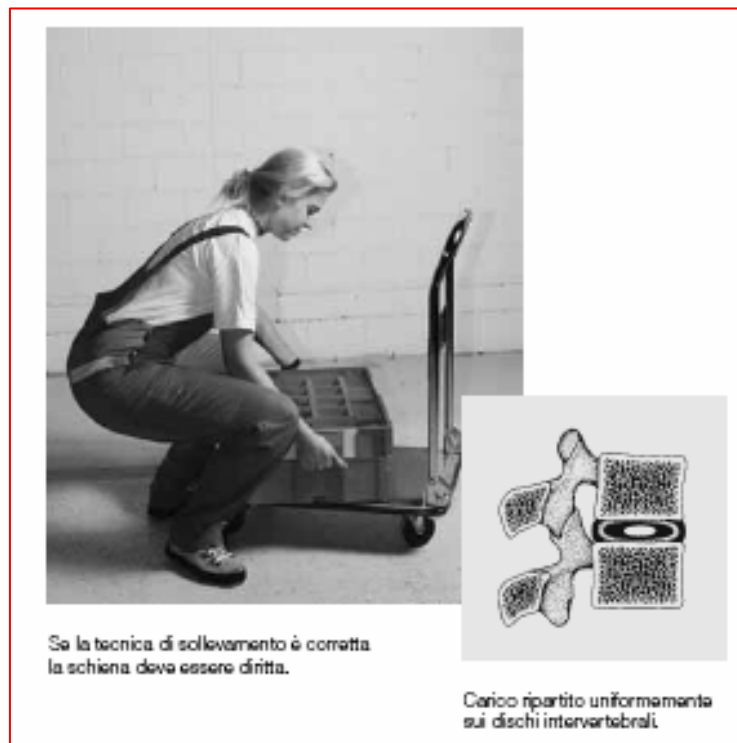 Se la tecnica di sollevamento è corretta
la schiena deve essere diritta.
Carico ripartito uniformemente
sui dischi intervertebrali.